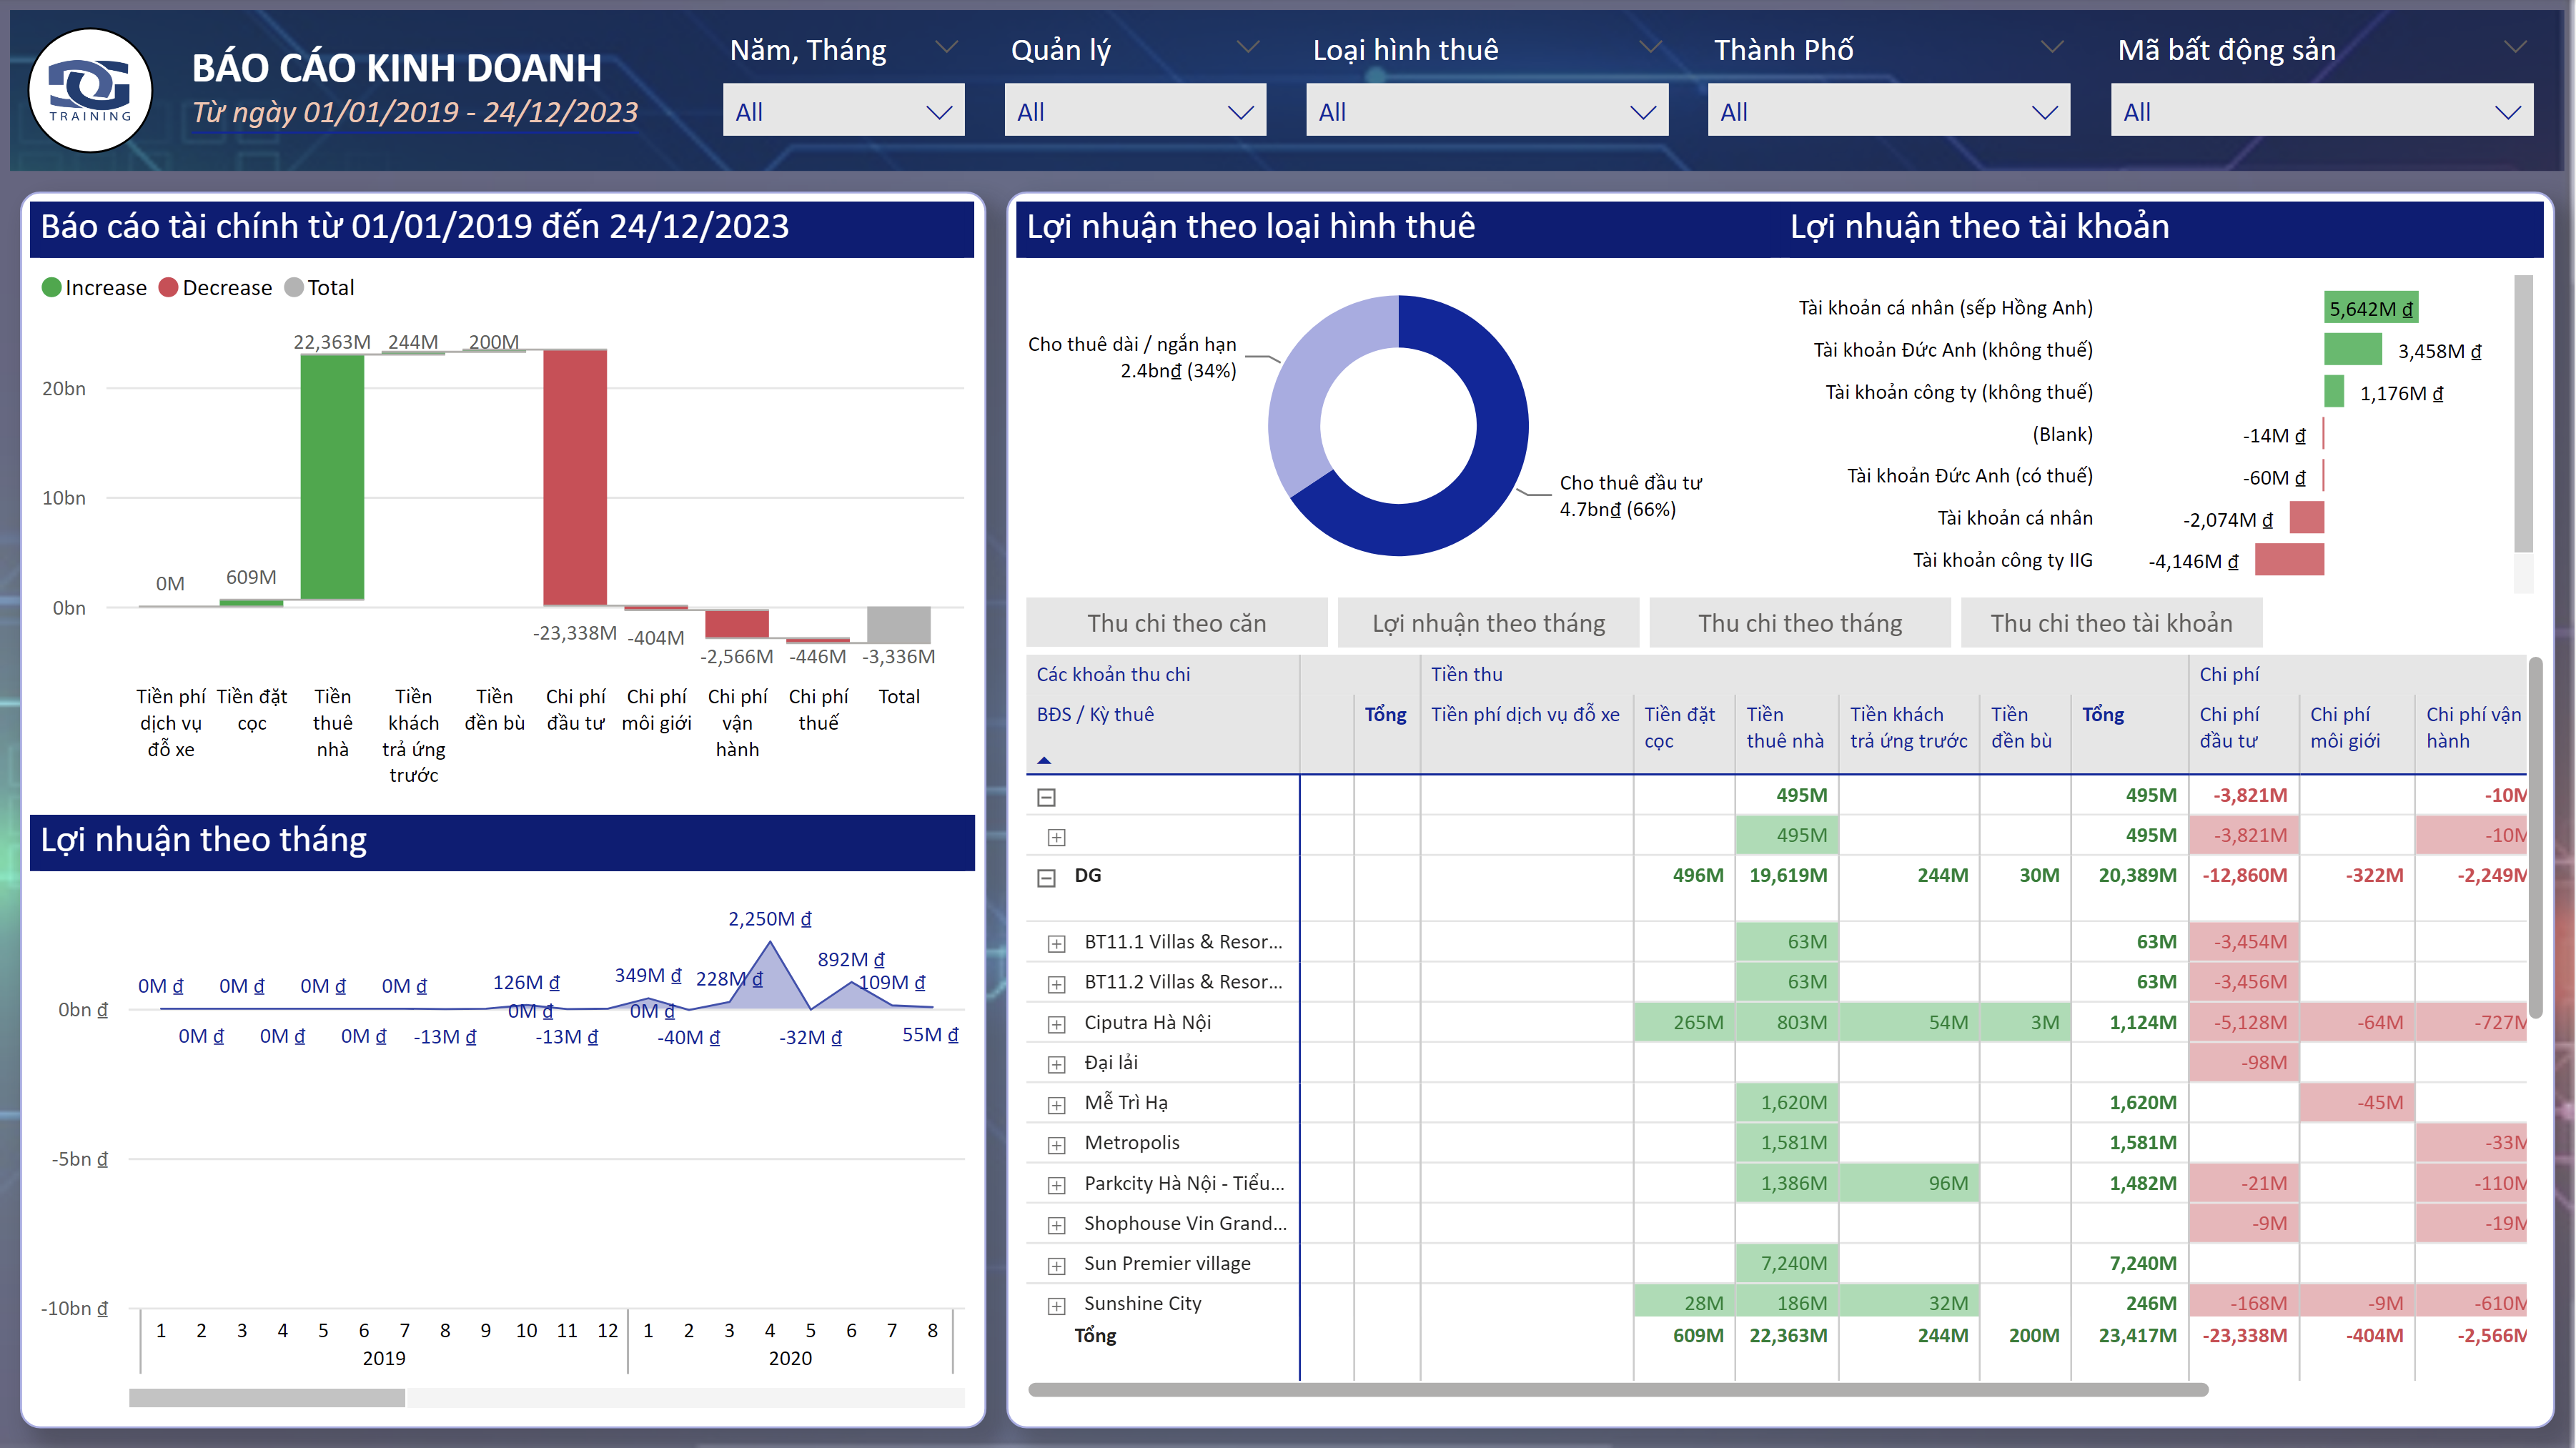 TRAINING
BÁO CÁO KINH DOANH
Từ ngày 01/01/2019 - 24/12/2023
Năm, Tháng
All
Quản lý
All
Loại hình thuê
All
Thành Phố
All
Mã bất động sản
All
Báo cáo tài chính từ 01/01/2019 đến 24/12/2023
Increase Decrease Total
20bn
10bn
0bn
0M
609M
22,363M
244M
200M
-23,338M
-404M
-2,566M
-446M
-3,336M
Tiền phí dịch vụ đỗ xe
Tiền đặt cọc
Tiền thuê nhà
Tiền khách trả ứng trước
Tiền đền bù
Chi phí đầu tư
Chi phí môi giới
Chi phí vận hành
Chi phí thuế
Total
Lợi nhuận theo tháng
0bn ₫
-5bn ₫
-10bn ₫
0M ₫
0M ₫
0M ₫
0M ₫
0M ₫
0M ₫
0M ₫
-13M ₫
126M ₫
0M ₫
-13M ₫
349M ₫
0M ₫
-40M ₫
228M ₫
2,250M ₫
-32M ₫
892M ₫
109M ₫
55M ₫
1 2 3 4 5 6 7 8 9 10 11 12 1 2 3 4 5 6 7 8
2019 2020
Lợi nhuận theo loại hình thuê
Cho thuê dài / ngắn hạn
2.4bn₫ (34%)
Cho thuê đầu tư
4.7bn₫ (66%)
Lợi nhuận theo tài khoản
Tài khoản cá nhân (sếp Hồng Anh) 5,642M ₫
Tài khoản Đức Anh (không thuế) 3,458M ₫
Tài khoản công ty (không thuế) 1,176M ₫
(Blank) -14M ₫
Tài khoản Đức Anh (có thuế) -60M ₫
Tài khoản cá nhân -2,074M ₫
Tài khoản công ty IIG -4,146M ₫
Thu chi theo căn Lợi nhuận theo tháng Thu chi theo tháng Thu chi theo tài khoản
Các khoản thu chi Tiền thu Chi phí
BĐS / Kỳ thuê Tổng Tiền phí dịch vụ đỗ xe Tiền đặt Tiền Tiền khách Tiền Tổng Chi phí Chi phí Chi phí vận
cọc thuê nhà trả ứng trước đền bù đầu tư môi giới hành
495M 495M -3,821M -10M
495M 495M -3,821M -10M
DG 496M 19,619M 244M 30M 20,389M -12,860M -322M -2,249M
BT11.1 Villas & Resor... 63M 63M -3,454M
BT11.2 Villas & Resor... 63M 63M -3,456M
Ciputra Hà Nội 265M 803M 54M 3M 1,124M -5,128M -64M -727M
Đại lải -98M
Mễ Trì Hạ 1,620M 1,620M -45M
Metropolis 1,581M 1,581M -33M
Parkcity Hà Nội - Tiểu... 1,386M 96M 1,482M -21M -110M
Shophouse Vin Grand... -9M -19M
Sun Premier village 7,240M 7,240M
Sunshine City 28M 186M 32M 246M -168M -9M -610M
Tổng 609M 22,363M 244M 200M 23,417M -23,338M -404M -2,566M